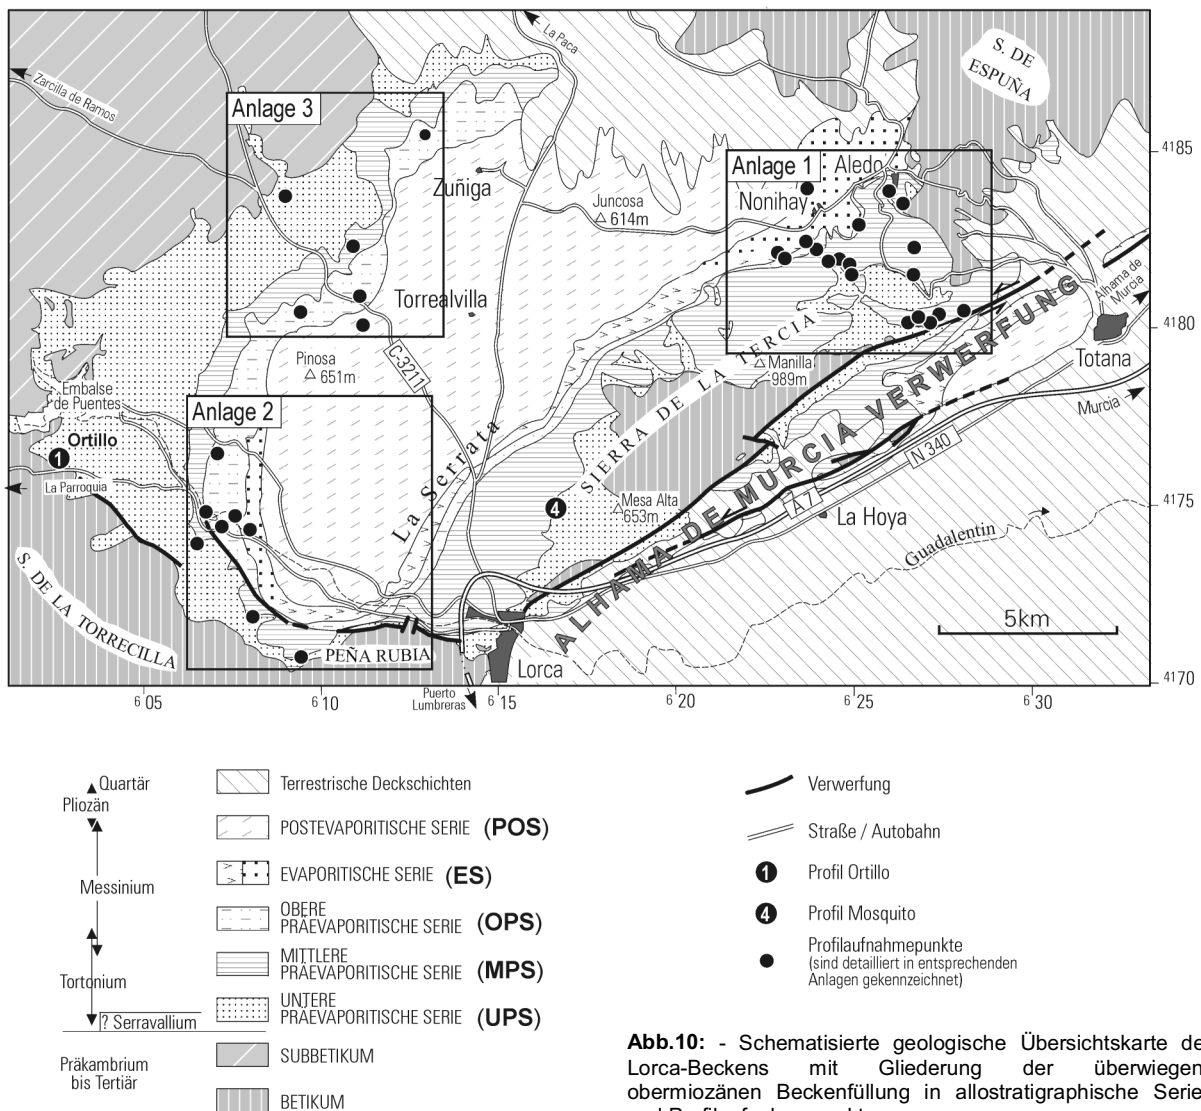 La Paca
Zarcilla de Ramos
S. DE
ESPUÑA
4185
Anlage 3
Anlage 1
Aledo
Nonihay
Zuñiga
Juncosa
614m
Torrealvilla
Alhama de
Murcia
4180
Totana
C-3211
Pinosa
651m
SIERRA DE LA TERCIA
Manilla
989m
Embalse
de Puentes
Anlage 2
Murcia
Ortillo
1
La Serrata
ALHAMA DE MURCIA VERWERFUNG
N 340
La Parroquia
4
Mesa Alta
653m
A 7
4175
La Hoya
Guadalentin
S. DE LA TORRECILLA
5km
PEÑA RUBIA
Lorca
4170
Puerto
Lumbreras
6 05
6 10
6 15
6 20
6 25
6 30
Quartär
Pliozän
Messinium
Tortonium
? Serravallium
Präkambrium
bis Tertiär
Terrestrische Deckschichten
POSTEVAPORITISCHE SERIE (POS)
EVAPORITISCHE SERIE (ES)
OBERE
PRÄEVAPORITISCHE SERIE (OPS)
MITTLERE
PRÄEVAPORITISCHE SERIE (MPS)
UNTERE
PRÄEVAPORITISCHE SERIE (UPS)
SUBBETIKUM
BETIKUM
Verwerfung
Straße / Autobahn
1 Profil Ortillo
4 Profil Mosquito
Profilaufnahmepunkte
(sind detailliert in entsprechenden
Anlagen gekennzeichnet)
Abb.10: - Schematisierte geologische Übersichtskarte de
Lorca-Beckens mit Gliederung der überwiegen
obermiozänen Beckenfüllung in allostratigraphische Serie